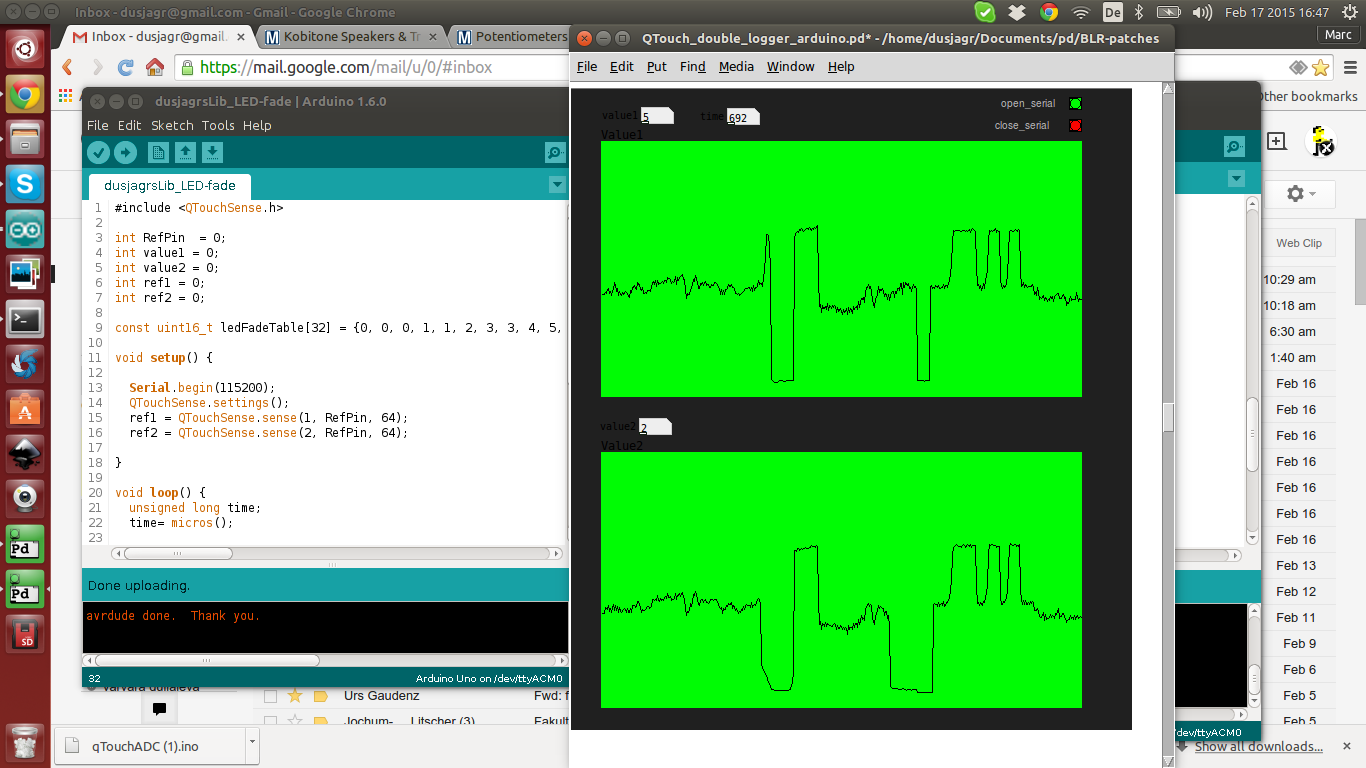 Inbox - dusjagr@gmail.com - Gmail - Google Chrome
De
Feb 17 2015 16:47
Inbox - dusjagr@gmail.
Kobitone Speakers & Tr
Potentiometers
Marc
https://mail.google.com/mail/u/0/#inbox
Other bookmarks
dusjagrsLib_LED-fade | Arduino 1.6.0
File Edit Sketch Tools Help
dusjagrsLib_LED-fade
1 #include <QTouchSense.h>
2
3 int RefPin  = 0;
4 int value1 = 0;
5 int value2 = 0;
6 int ref1 = 0;
7 int ref2 = 0;
8
9 const uint16_t ledFadeTable[32] = {0, 0, 0, 1, 1, 2, 3, 3, 4, 5,
10
11 void setup() {
12
13   Serial.begin(115200);
14   QTouchSense.settings();
15   ref1 = QTouchSense.sense(1, RefPin, 64);
16   ref2 = QTouchSense.sense(2, RefPin, 64);
17
18 }
19
20 void loop() {
21   unsigned long time;
22   time= micros();
23
Done uploading.
avrdude done.  Thank you.
32
Arduino Uno on /dev/ttyACM0
QTouch_double_logger_arduino.pd* - /home/dusjagr/Documents/pd/BLR-patches
File Edit Put Find Media Window Help
value1 5
time 692
open_serial
close_serial
Value1
value2 2
Value2
Web Clip
10:29 am
10:18 am
6:30 am
1:40 am
Feb 16
Feb 16
Feb 16
Feb 16
Feb 16
Feb 16
Feb 16
Feb 13
Feb 12
Feb 11
Feb 9
Feb 6
Feb 5
Feb 5
/dev/ttyACM0
Urs Gaudenz
Fwd: f
Jochum-... Litscher (3)
Fakult
Pd
Pd
SD
qTouchADC (1).ino
Show all downloads...